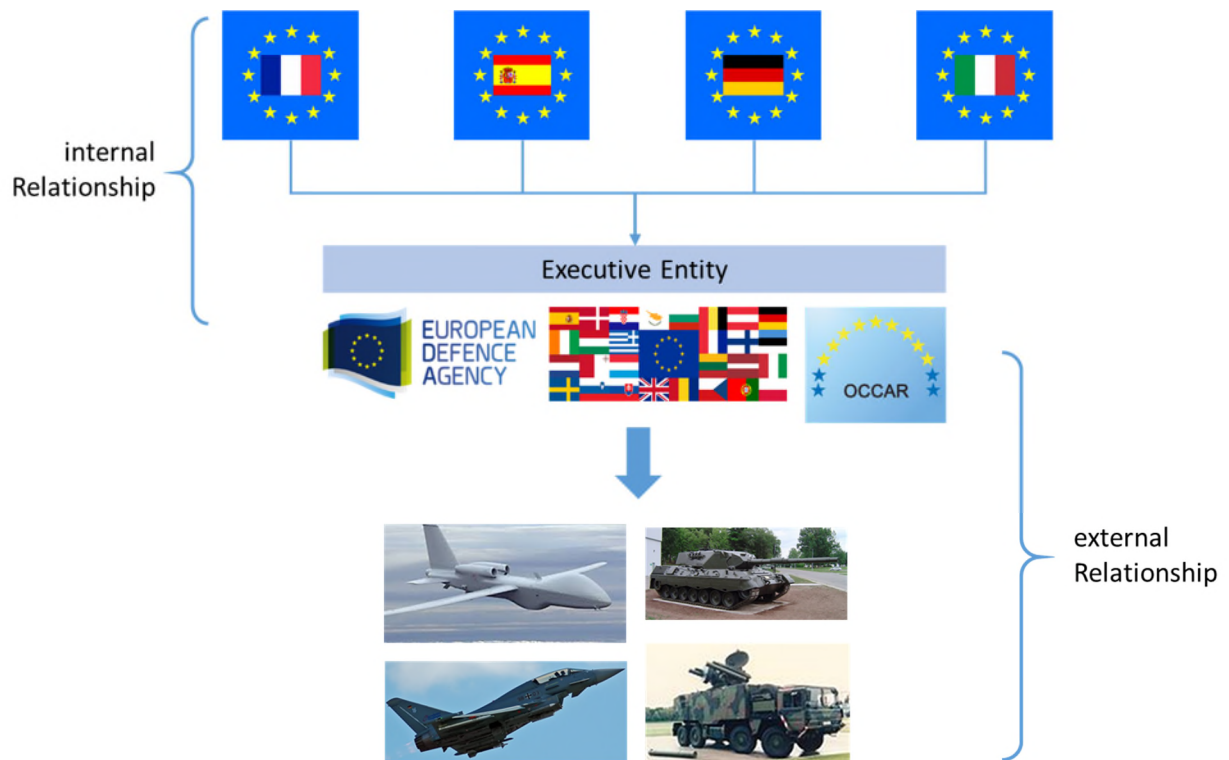 internal
Relationship
Executive Entity
EUROPEAN
DEFENCE
AGENCY
OCCAR
external
Relationship